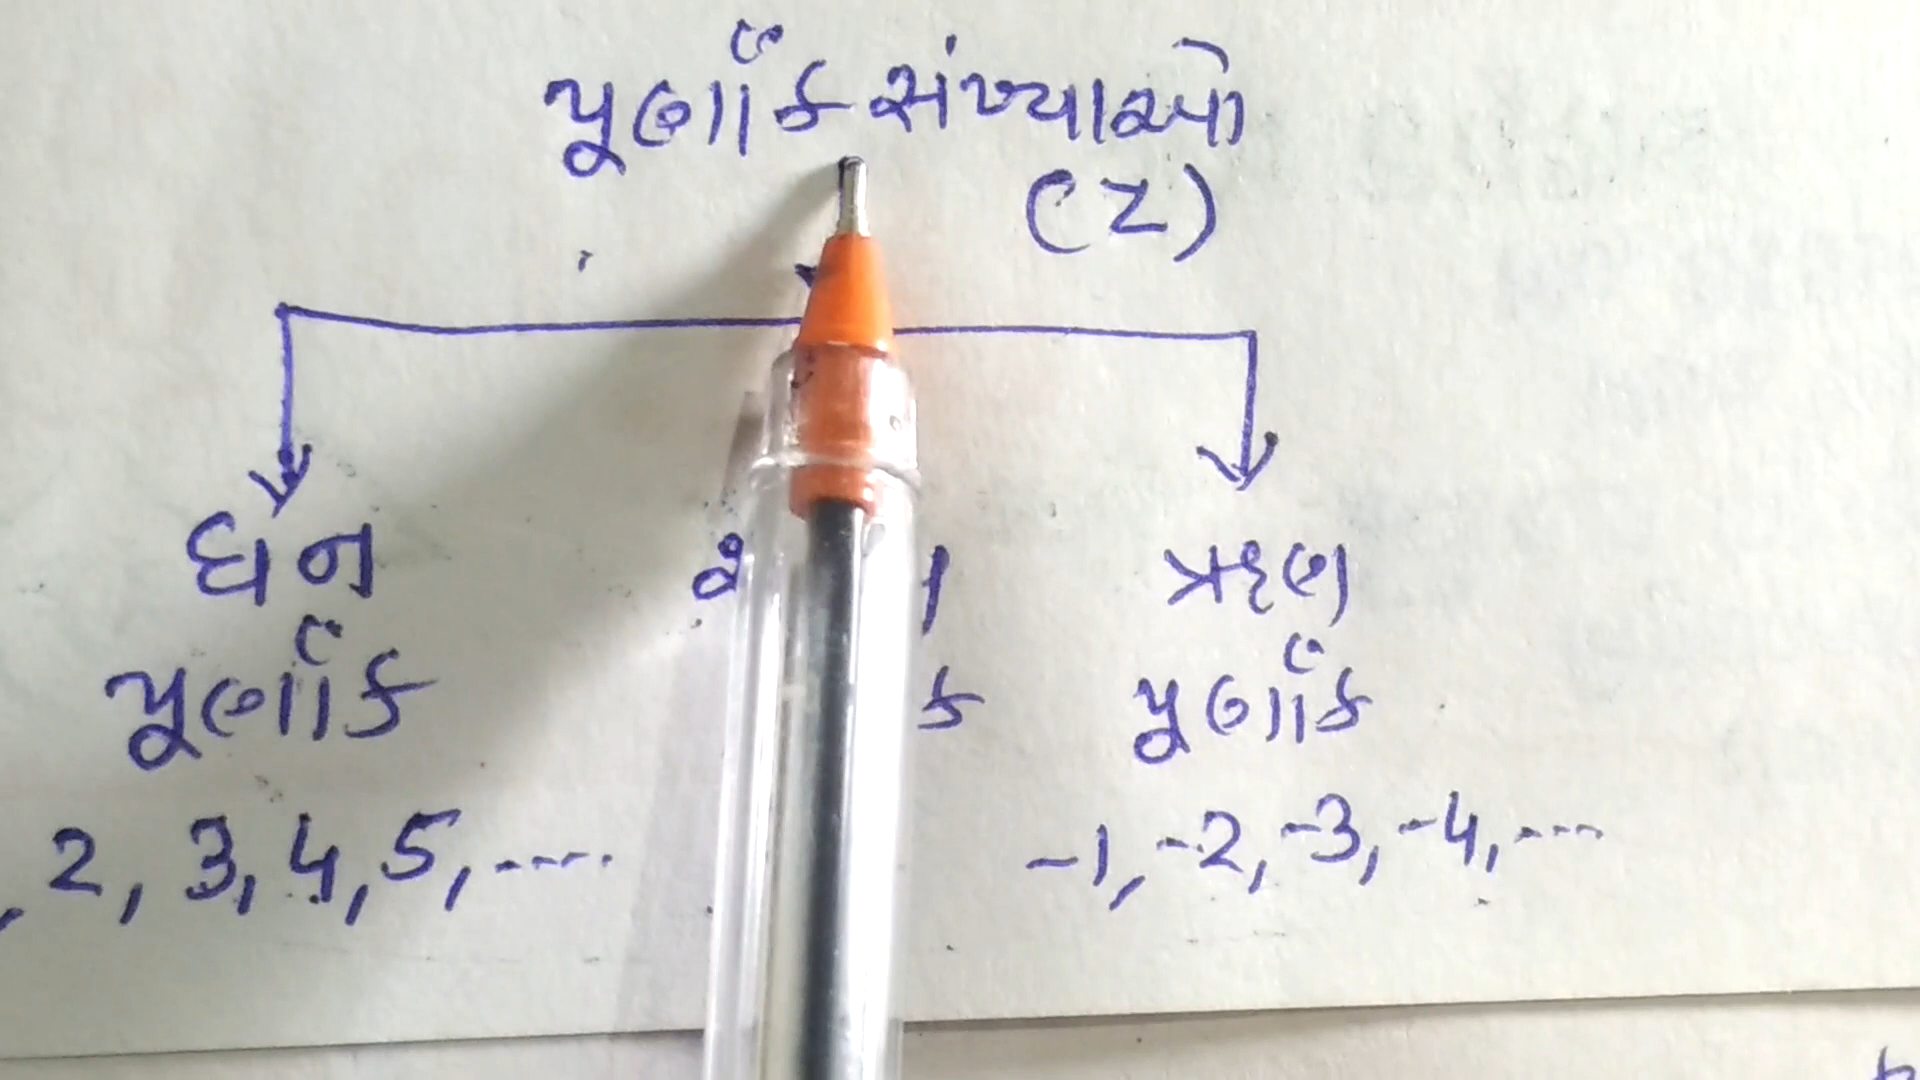 પૂર્ણાંક સંખ્યાઓ
(Z)
ધન ઋણ
પૂર્ણાંક ક પૂર્ણાંક
, 2, 3, 4, 5, ---- -1, -2, -3, -4, ---